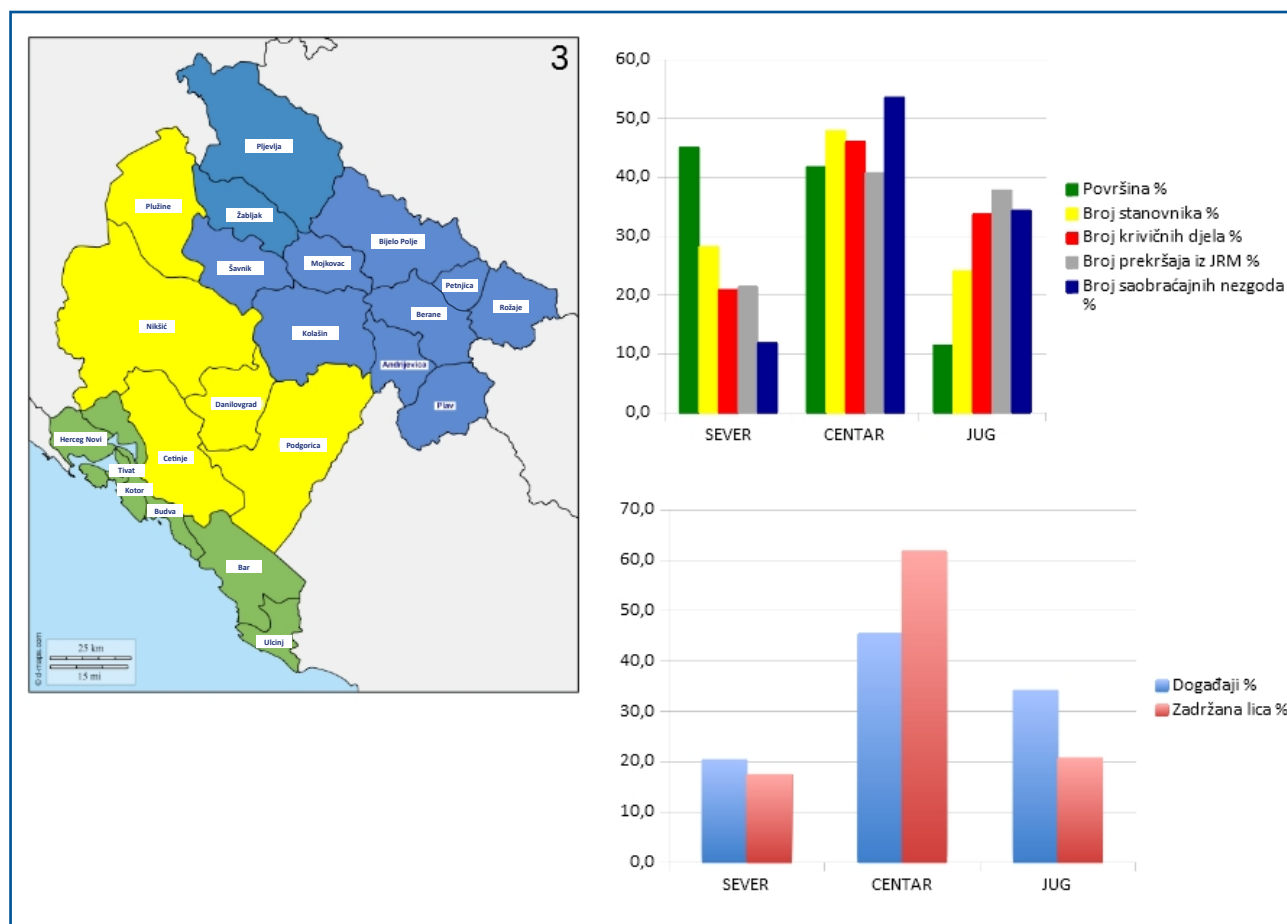 3
Pljevlja
Plužine
Žabljak
Bijelo Polje
Šavnik
Mojkovac
Petnjica
Rožaje
Berane
Nikšić
Kolašin
Andrijevica
Danilovgrad
Plav
Herceg Novi
Podgorica
Cetinje
Tivat
Kotor
Budva
Bar
Ulcinj
25 km
15 mi
© d-maps.com
60,0
50,0
40,0
30,0
20,0
10,0
0,0
SEVER CENTAR JUG
Površina %
Broj stanovnika %
Broj krivičnih djela %
Broj prekršaja iz JRM %
Broj saobraćajnih nezgoda
%
70,0
60,0
50,0
40,0
30,0
20,0
10,0
0,0
SEVER CENTAR JUG
Događaji %
Zadržana lica %